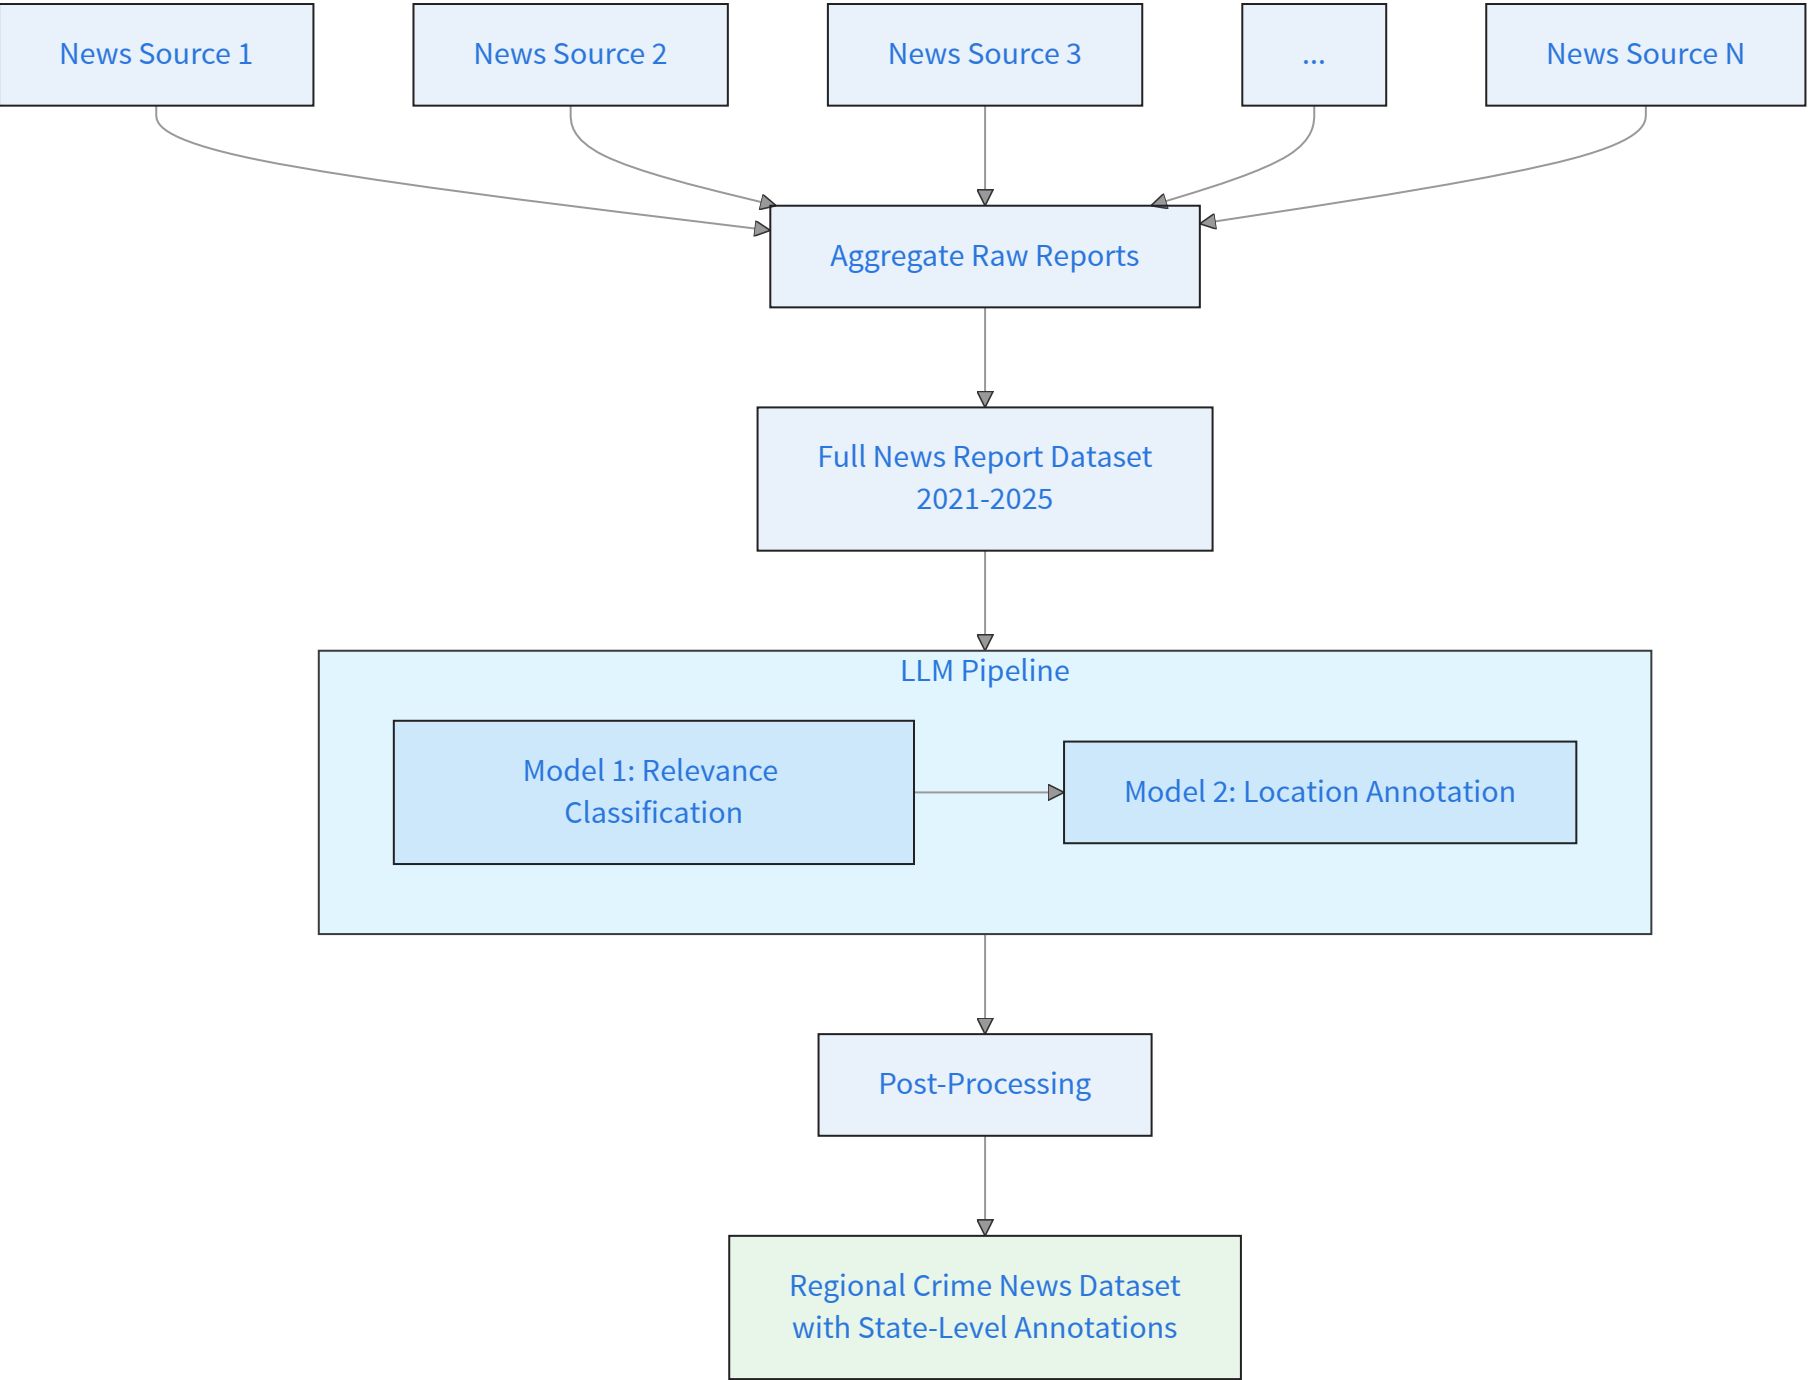 News Source 1
News Source 2
News Source 3
...
News Source N
Aggregate Raw Reports
Full News Report Dataset
2021-2025
LLM Pipeline
Model 1: Relevance
Classification
Model 2: Location Annotation
Post-Processing
Regional Crime News Dataset
with State-Level Annotations